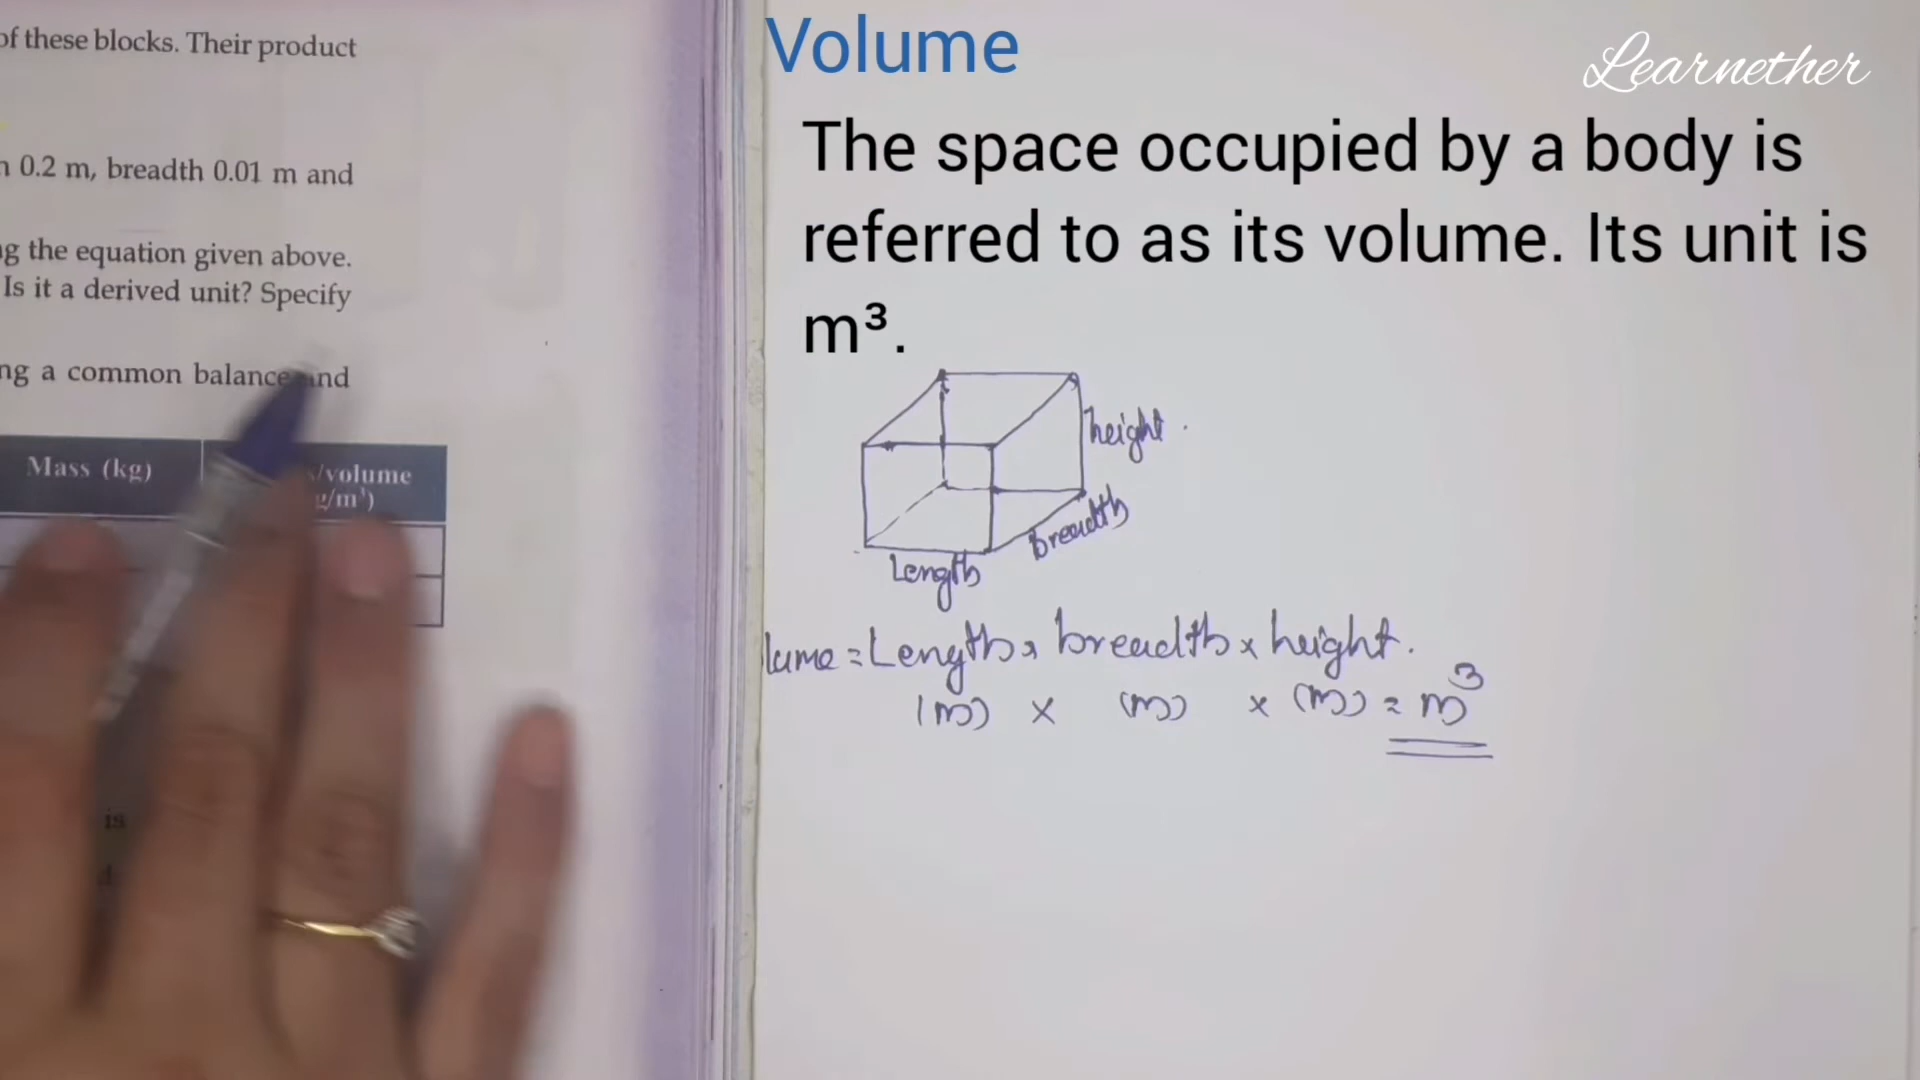 of these blocks. Their product
0.2 m, breadth 0.01 m and
the equation given above.
Is it a derived unit? Specify
a common balance and
Mass (kg)
/volume
g/m³)
is
Volume
Learnether
The space occupied by a body is
referred to as its volume. Its unit is
m³.
height
breadth
Length
lume = Length x breadth x height.
(m) x (m) x (m) = m³